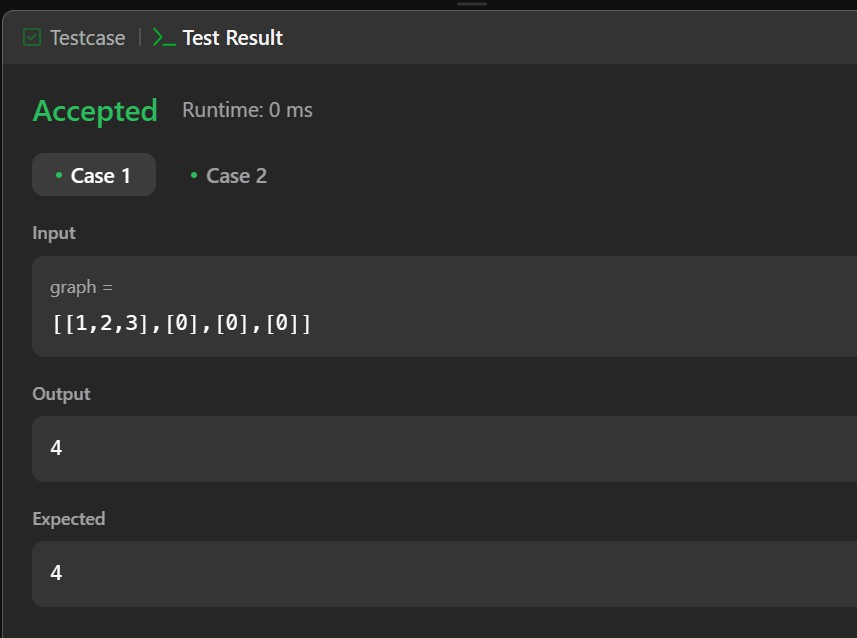 Testcase | Test Result
Accepted Runtime: 0 ms
• Case 1 • Case 2
Input
graph =
[[1,2,3],[0],[0],[0]]
Output
4
Expected
4